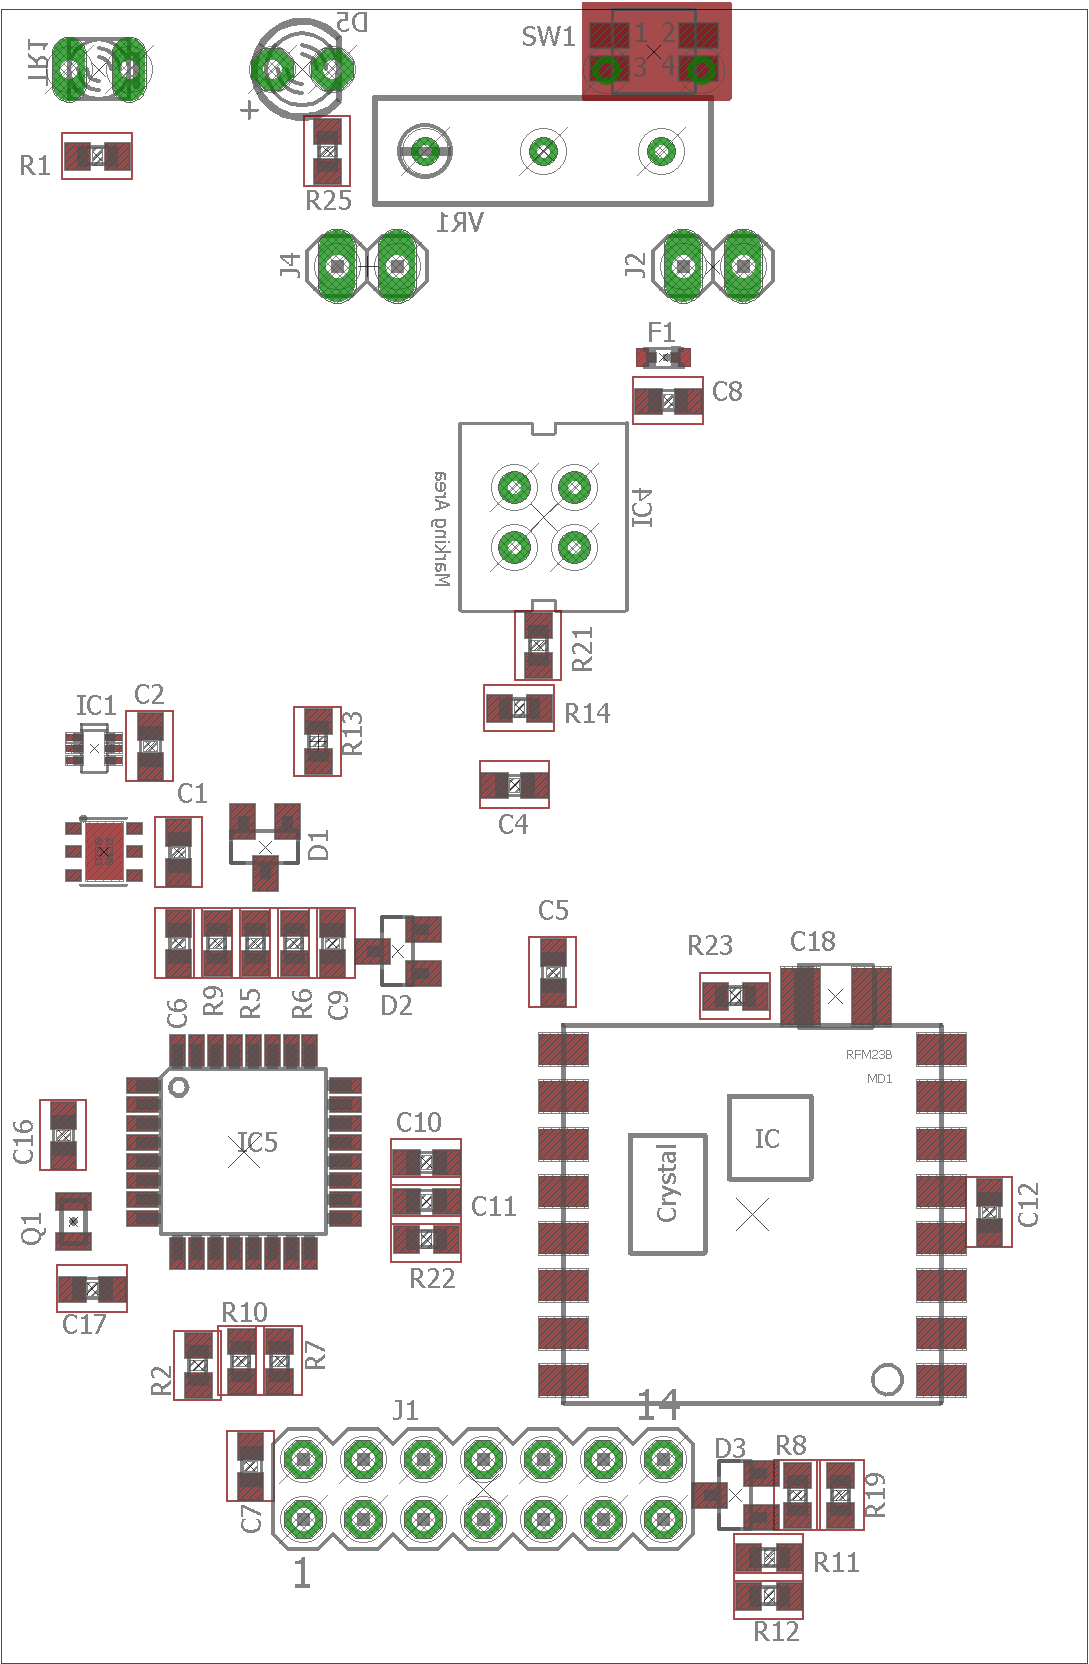 TR1
D5
+
SW1
1 2
3 4
R1
R25
VR1
J4
J2
F1
C8
Marking Area
IC4
R21
R14
IC1
C2
R13
C1
C4
D1
C5
R23
C18
C6
R9
R5
R6
C9
D2
RFM23B
MD1
IC5
C16
C10
IC
Crystal
C11
C12
Q1
R22
C17
R10
R7
R2
14
J1
D3
R8
R19
C7
1
R11
R12